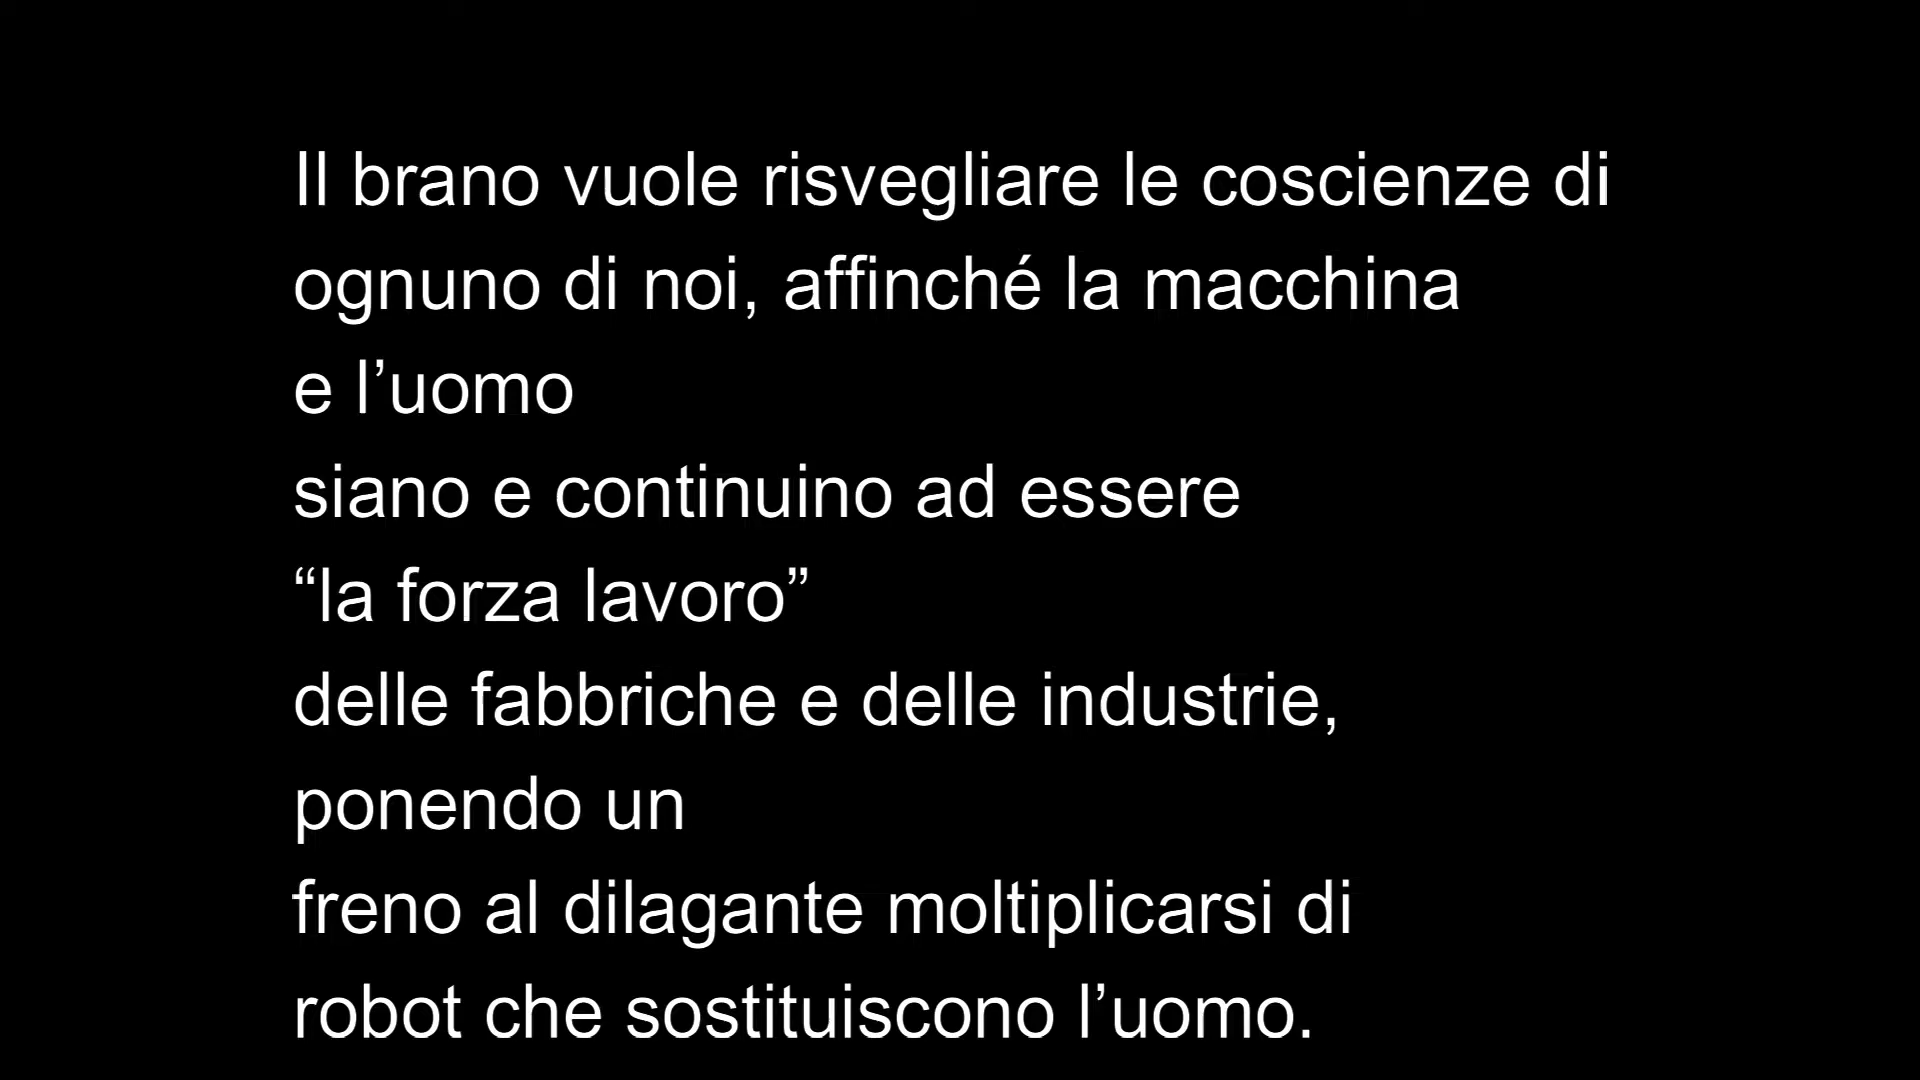 Il brano vuole risvegliare le coscienze di
ognuno di noi, affinché la macchina
e l’uomo
siano e continuino ad essere
“la forza lavoro”
delle fabbriche e delle industrie,
ponendo un
freno al dilagante moltiplicarsi di
robot che sostituiscono l’uomo.